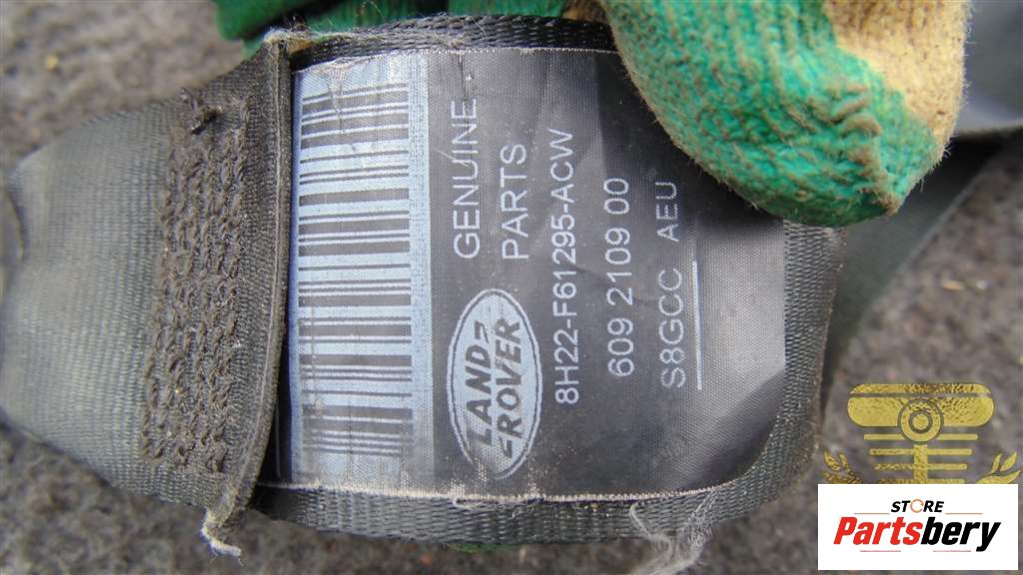 GENUINE
PARTS
LAND
ROVER
8H22-F61295-ACW
609 2109 00
S8GCC AEU
STORE
Partsbery